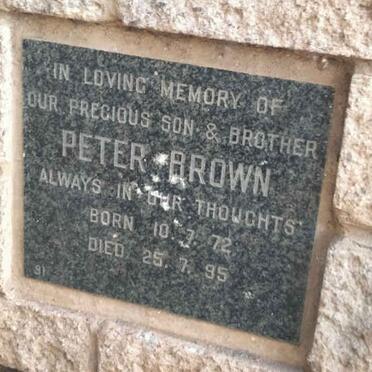 IN LOVING MEMORY OF
OUR PRECIOUS SON & BROTHER
PETER BROWN
ALWAYS IN OUR THOUGHTS
BORN 10.7.72
DIED 25.7.95
91